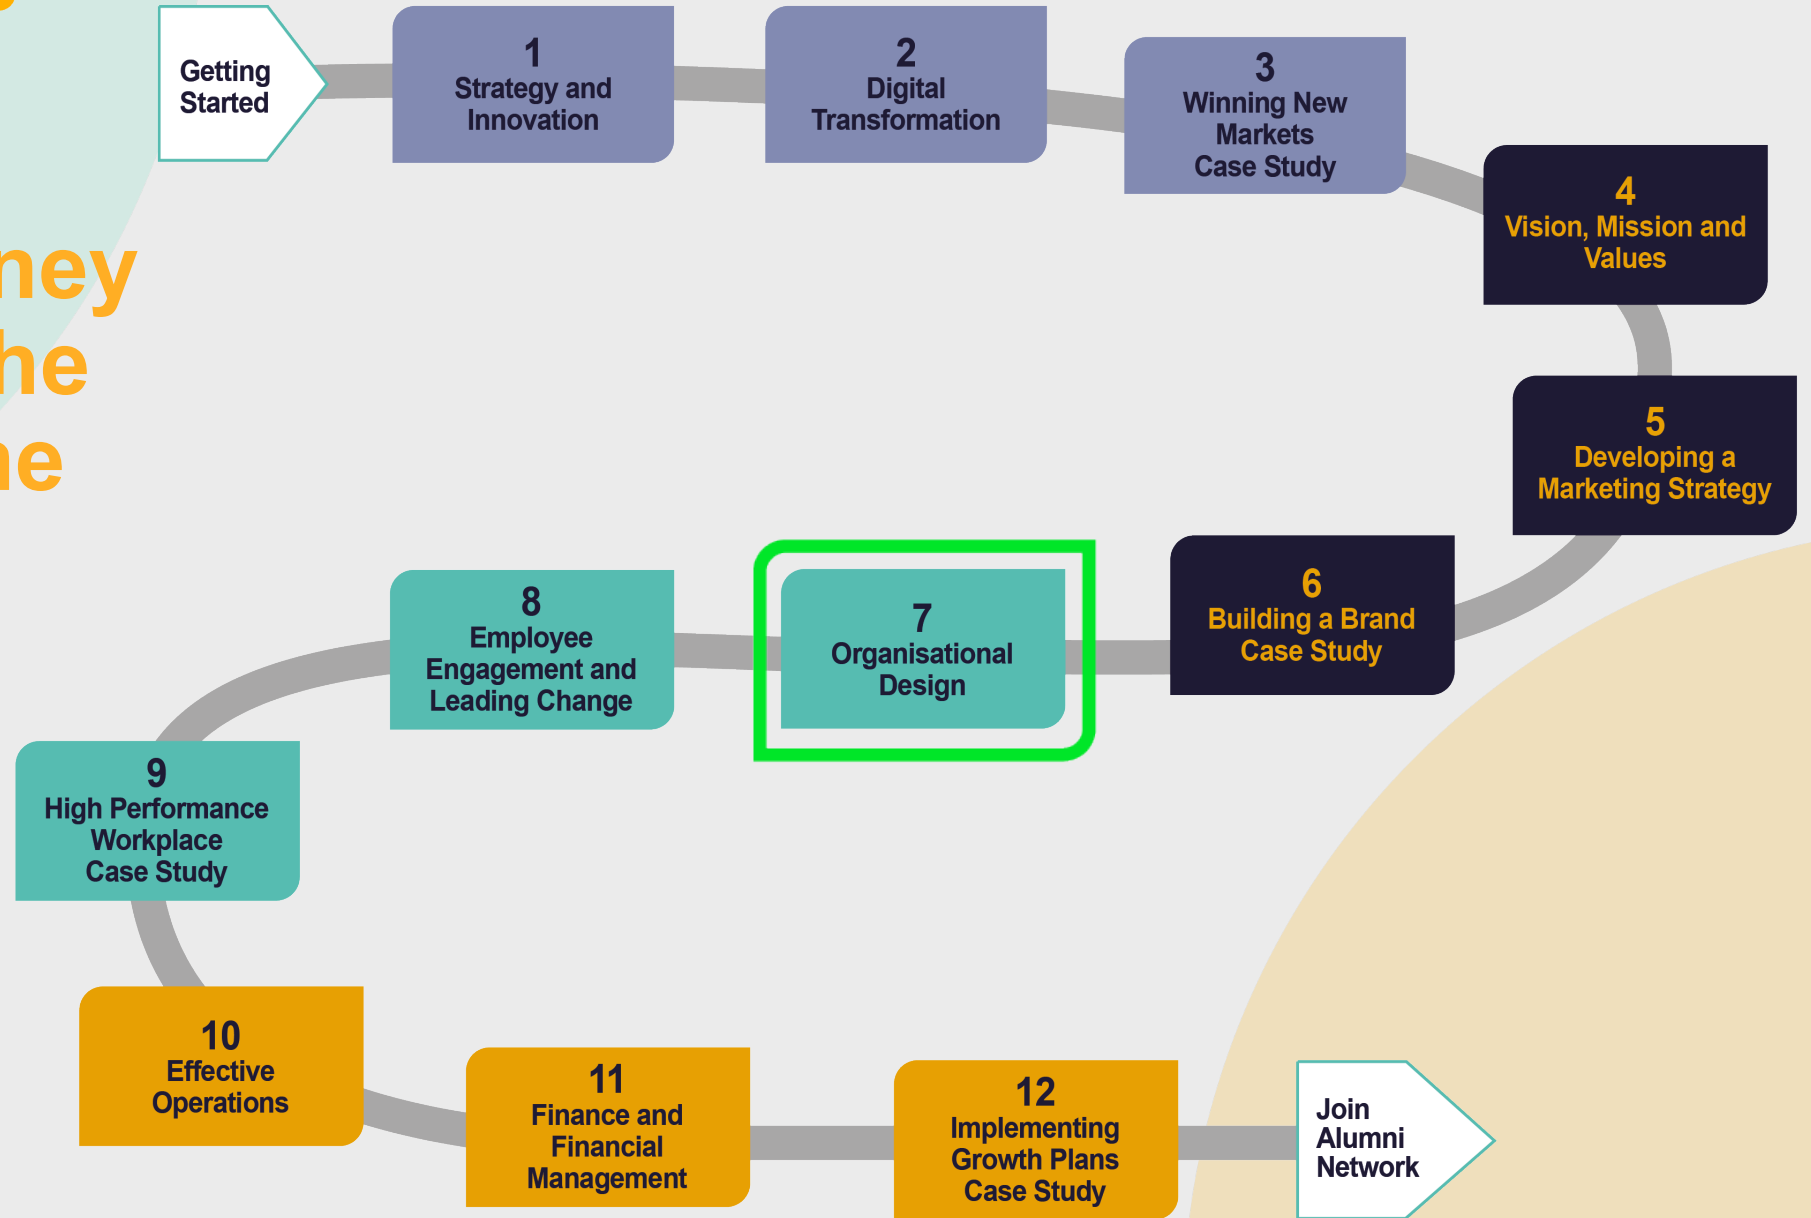 Getting
Started
1
Strategy and
Innovation
2
Digital
Transformation
3
Winning New
Markets
Case Study
4
Vision, Mission and
Values
ney
he
ne
5
Developing a
Marketing Strategy
6
Building a Brand
Case Study
7
Organisational
Design
8
Employee
Engagement and
Leading Change
9
High Performance
Workplace
Case Study
10
Effective
Operations
11
Finance and
Financial
Management
12
Implementing
Growth Plans
Case Study
Join
Alumni
Network